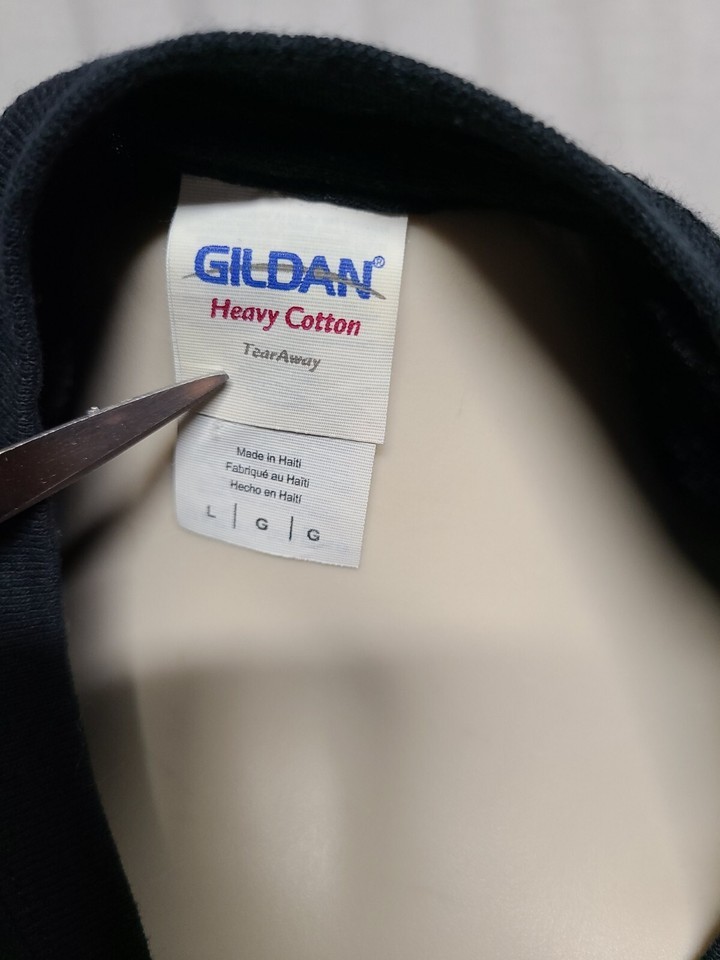 GILDAN®
Heavy Cotton
TearAway
Made in Haiti
Fabriqué au Haïti
Hecho en Haití
L | G | G